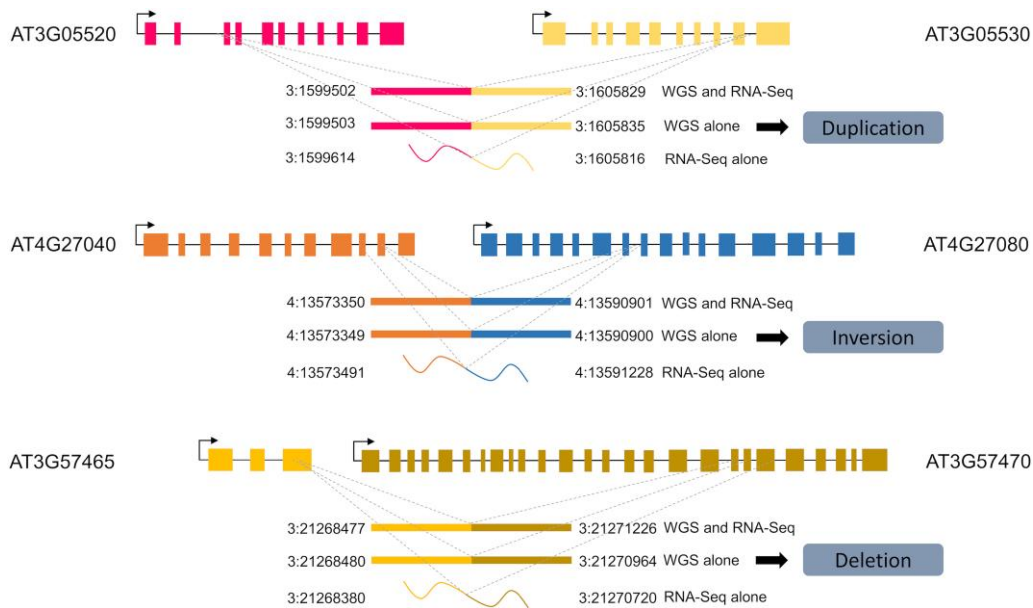 AT3G05520 AT3G05530
3:1599502 3:1605829 WGS and RNA-Seq
3:1599503 3:1605835 WGS alone Duplication
3:1599614 3:1605816 RNA-Seq alone
AT4G27040 AT4G27080
4:13573350 4:13590901 WGS and RNA-Seq
4:13573349 4:13590900 WGS alone Inversion
4:13573491 4:13591228 RNA-Seq alone
AT3G57465 AT3G57470
3:21268477 3:21271226 WGS and RNA-Seq
3:21268480 3:21270964 WGS alone Deletion
3:21268380 3:21270720 RNA-Seq alone